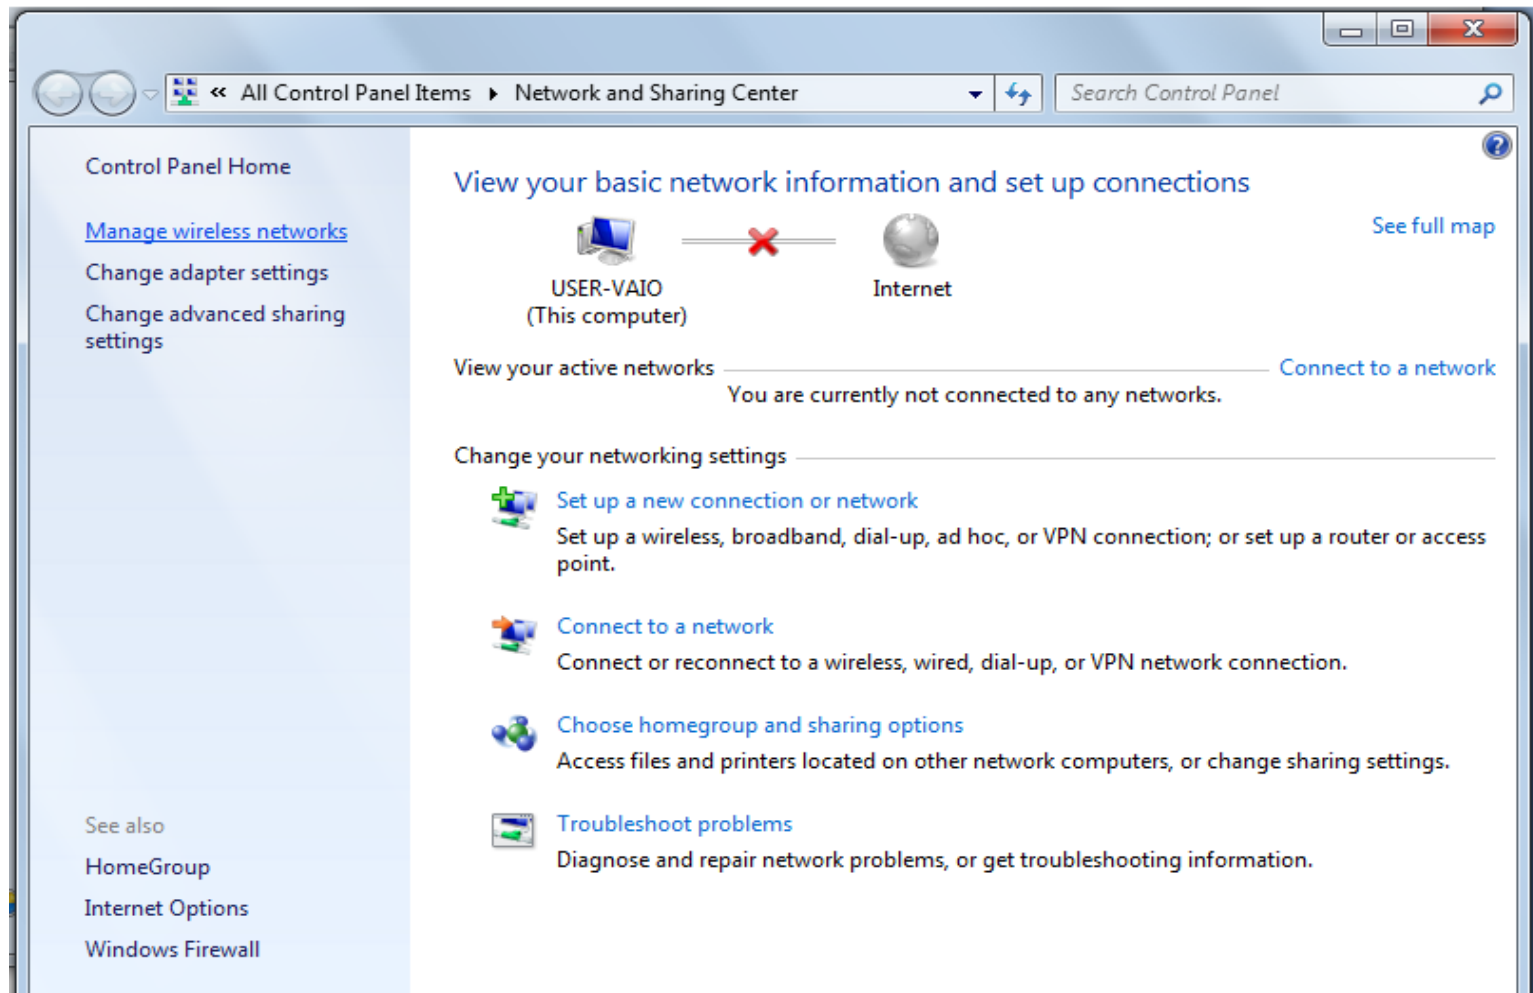 All Control Panel Items
Network and Sharing Center
Search Control Panel
Control Panel Home
Manage wireless networks
Change adapter settings
Change advanced sharing
settings
See also
HomeGroup
Internet Options
Windows Firewall
View your basic network information and set up connections
See full map
USER-VAIO
(This computer)
Internet
View your active networks
Connect to a network
You are currently not connected to any networks.
Change your networking settings
Set up a new connection or network
Set up a wireless, broadband, dial-up, ad hoc, or VPN connection; or set up a router or access
point.
Connect to a network
Connect or reconnect to a wireless, wired, dial-up, or VPN network connection.
Choose homegroup and sharing options
Access files and printers located on other network computers, or change sharing settings.
Troubleshoot problems
Diagnose and repair network problems, or get troubleshooting information.